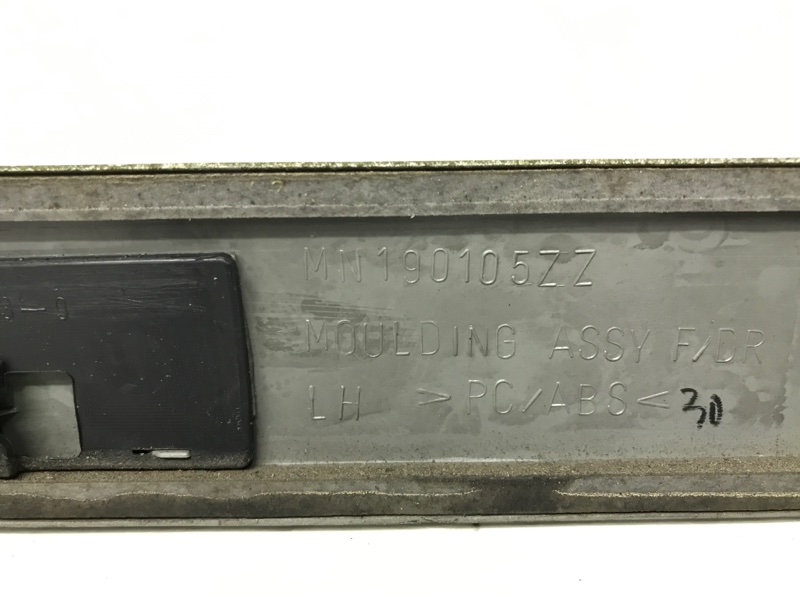 MN190105ZZ
MOULDING ASSY F/DR
LH >PC/ABS< 30